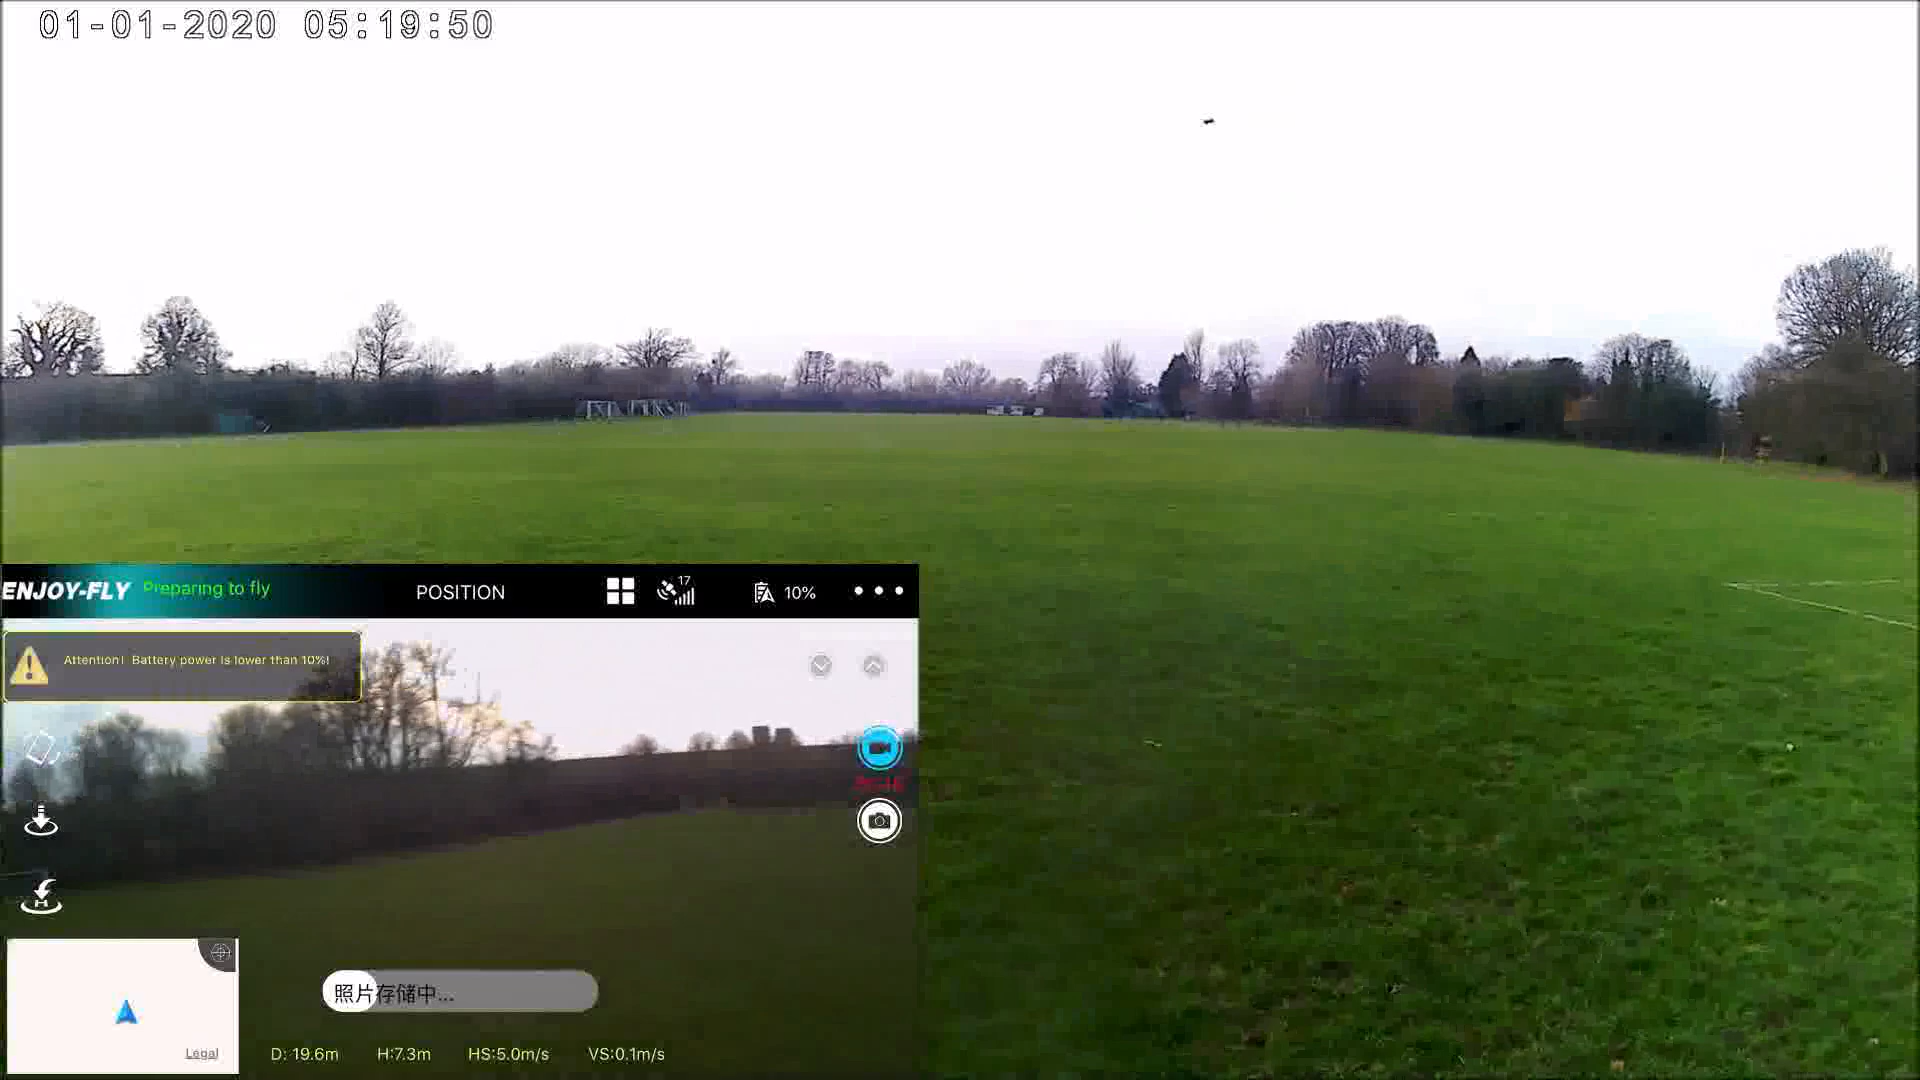 01-01-2020 05:19:50
ENJOY-FLY
Preparing to fly
POSITION
17
10%
Attention! Battery power is lower than 10%!
照片存储中...
Legal
D: 19.6m
H:7.3m
HS:5.0m/s
VS:0.1m/s